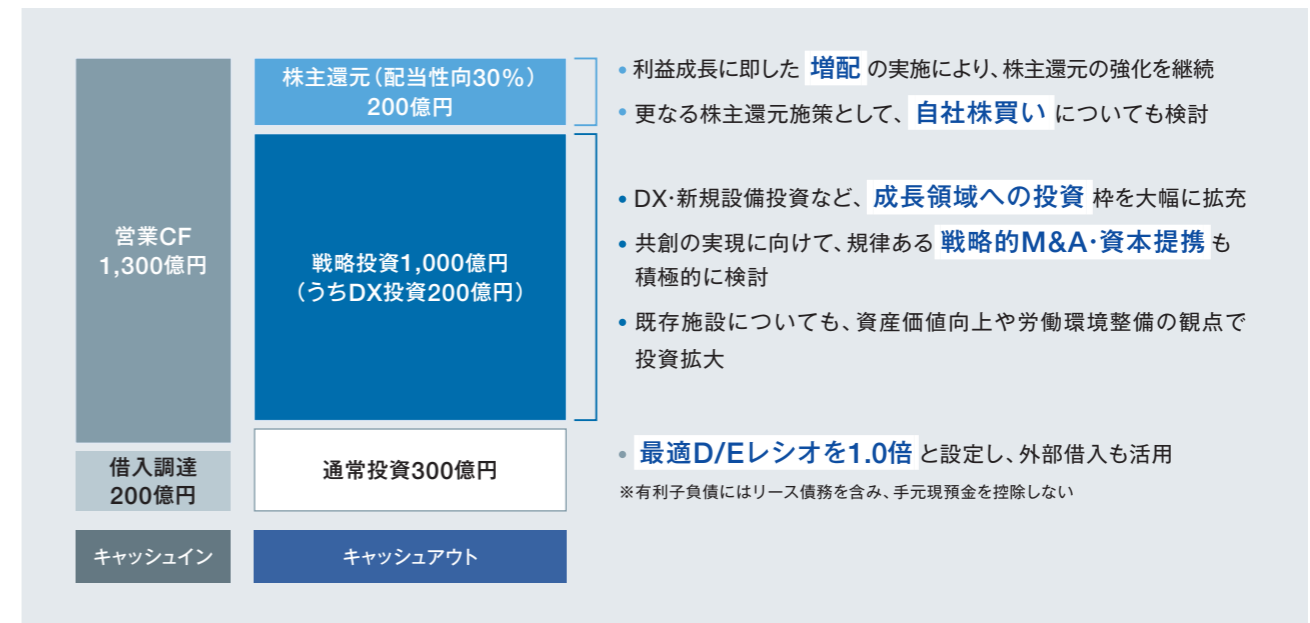 営業CF
1,300億円
借入調達
200億円
キャッシュイン
株主還元(配当性向30%)
200億円
戦略投資1,000億円
(うちDX投資200億円)
通常投資300億円
キャッシュアウト
• 利益成長に即した 増配 の実施により、株主還元の強化を継続
• 更なる株主還元施策として、 自社株買い についても検討
• DX・新規設備投資など、 成長領域への投資 枠を大幅に拡充
• 共創の実現に向けて、規律ある 戦略的M&A・資本提携 も
積極的に検討
• 既存施設についても、資産価値向上や労働環境整備の観点で
投資拡大
• 最適D/Eレシオを1.0倍 と設定し、外部借入も活用
※有利子負債にはリース債務を含み、手元現預金を控除しない